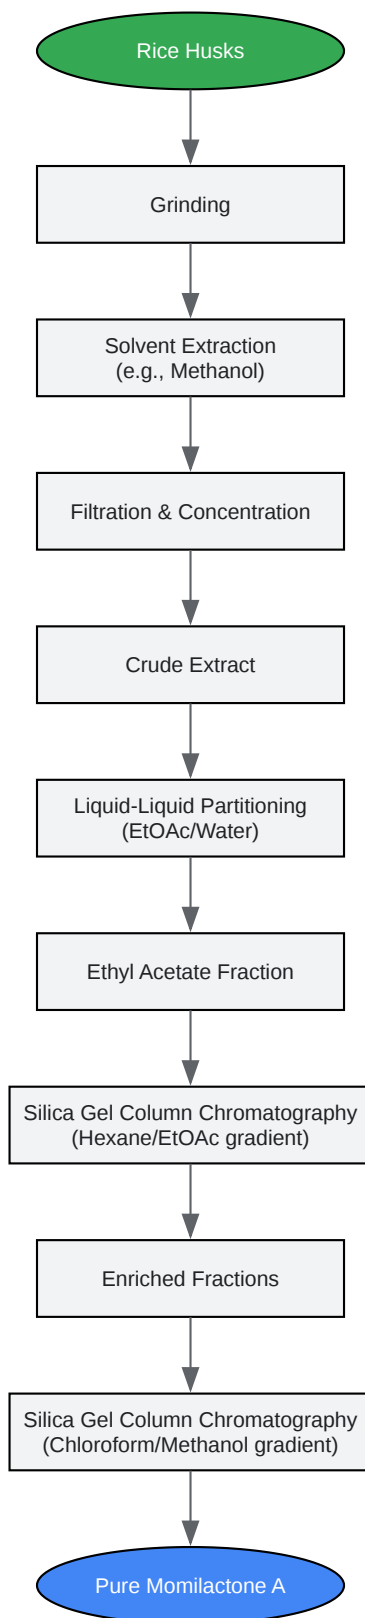 Rice Husks
Grinding
Solvent Extraction
(e.g., Methanol)
Filtration & Concentration
Crude Extract
Liquid-Liquid Partitioning
(EtOAc/Water)
Ethyl Acetate Fraction
Silica Gel Column Chromatography
(Hexane/EtOAc gradient)
Enriched Fractions
Silica Gel Column Chromatography
(Chloroform/Methanol gradient)
Pure Momilactone A